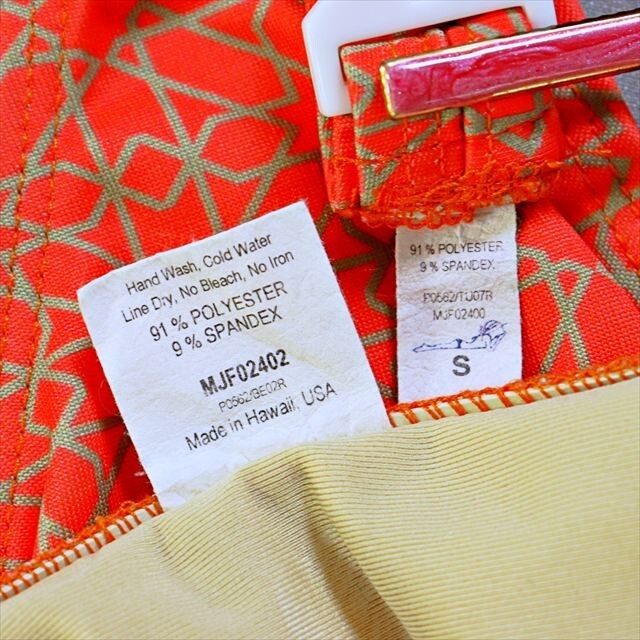 Hand Wash, Cold Water
Line Dry, No Bleach, No Iron
91 % POLYESTER
9 % SPANDEX
MJF02402
P0562/GE02R
Made in Hawaii, USA
91 % POLYESTER
9 % SPANDEX
P0562/TU07R
MJF02400
S